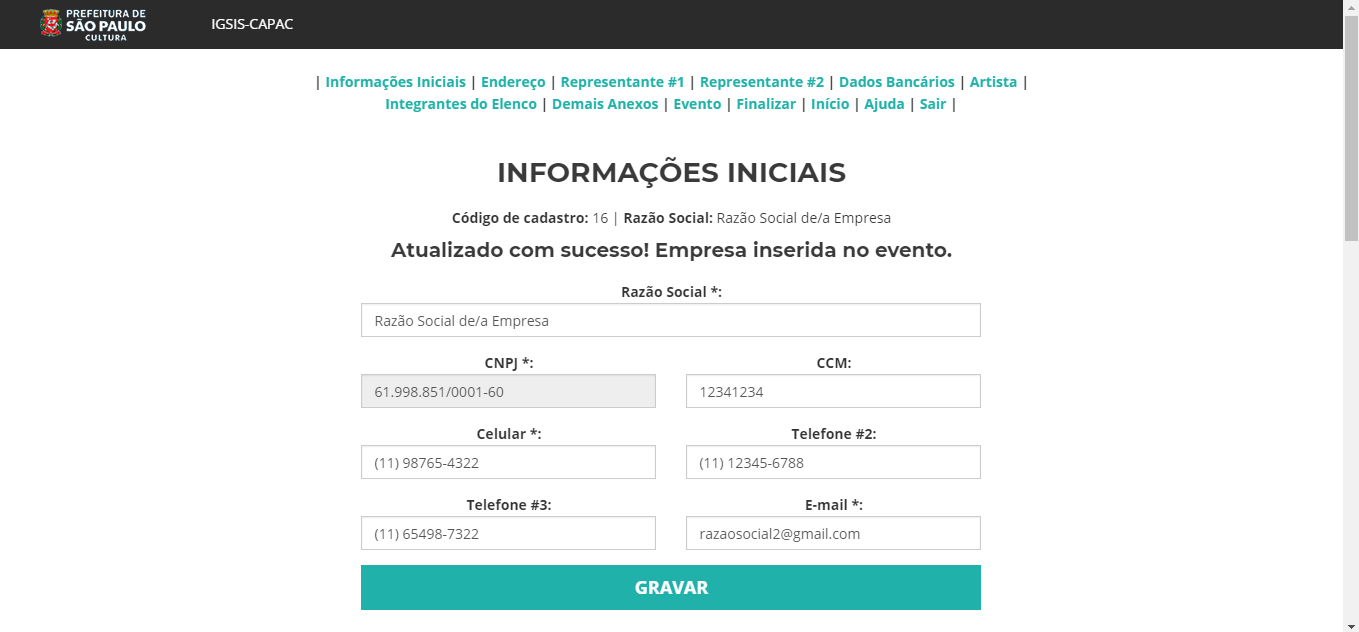 PREFEITURA DE
SÃO PAULO
CULTURA
IGSIS-CAPAC
| Informações Iniciais | Endereço | Representante #1 | Representante #2 | Dados Bancários | Artista |
Integrantes do Elenco | Demais Anexos | Evento | Finalizar | Início | Ajuda | Sair |
INFORMAÇÕES INICIAIS
Código de cadastro: 16 | Razão Social: Razão Social de/a Empresa
Atualizado com sucesso! Empresa inserida no evento.
Razão Social *:
Razão Social de/a Empresa
CNPJ *: CCM:
61.998.851/0001-60 12341234
Celular *: Telefone #2:
(11) 98765-4322 (11) 12345-6788
Telefone #3: E-mail *:
(11) 65498-7322 razaosocial2@gmail.com
GRAVAR